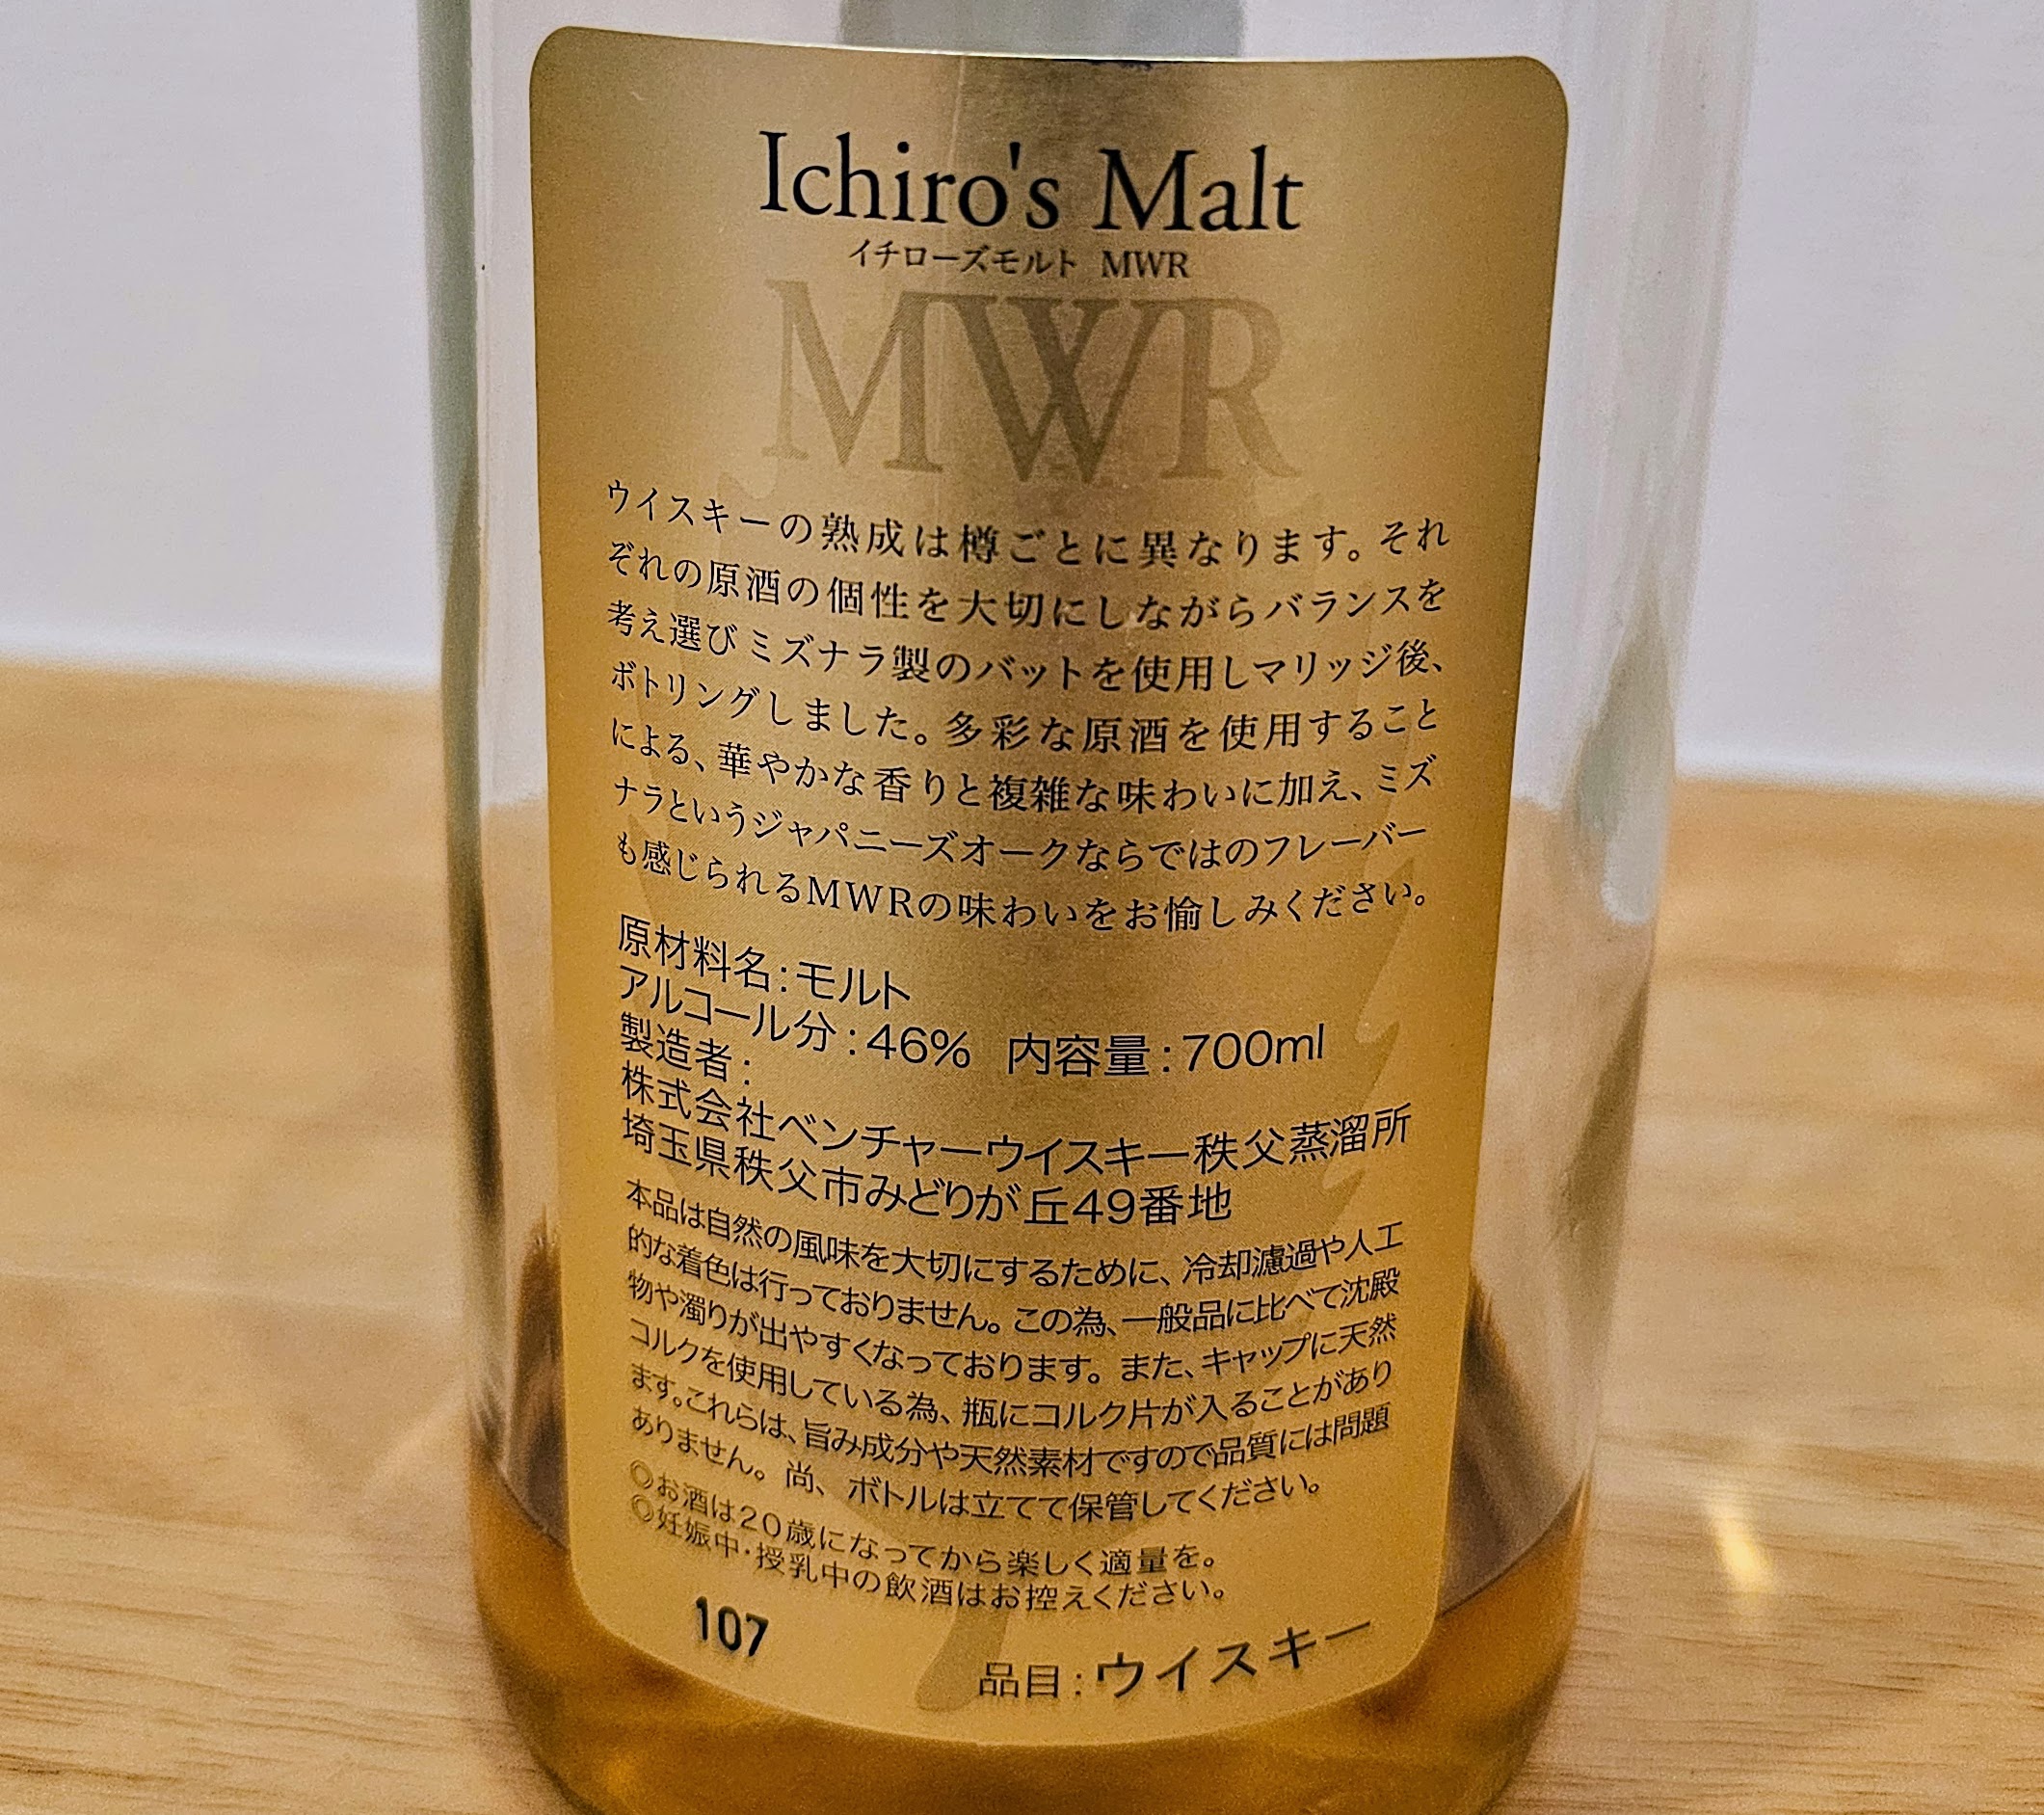 Ichiro's Malt
イチローズモルト MWR
MWR
ウイスキーの熟成は樽ごとに異なります。それ
ぞれの原酒の個性を大切にしながらバランスを
考え選びミズナラ製のバットを使用しマリッジ後、
ボトリングしました。多彩な原酒を使用すること
による、華やかな香りと複雑な味わいに加え、ミズ
ナラというジャパニーズオークならではのフレーバー
も感じられるMWRの味わいをお愉しみください。
原材料名:モルト
アルコール分:46% 内容量:700ml
製造者:
株式会社ベンチャーウイスキー秩父蒸溜所
埼玉県秩父市みどりが丘49番地
本品は自然の風味を大切にするために、冷却濾過や人工
的な着色は行っておりません。この為、一般品に比べて沈殿
物や濁りが出やすくなっております。また、キャップに天然
コルクを使用している為、瓶にコルク片が入ることがあり
ます。これらは、旨み成分や天然素材ですので品質には問題
ありません。尚、ボトルは立てて保管してください。
◎お酒は20歳になってから楽しく適量を。
◎妊娠中・授乳中の飲酒はお控えください。
107
品目:ウイスキー